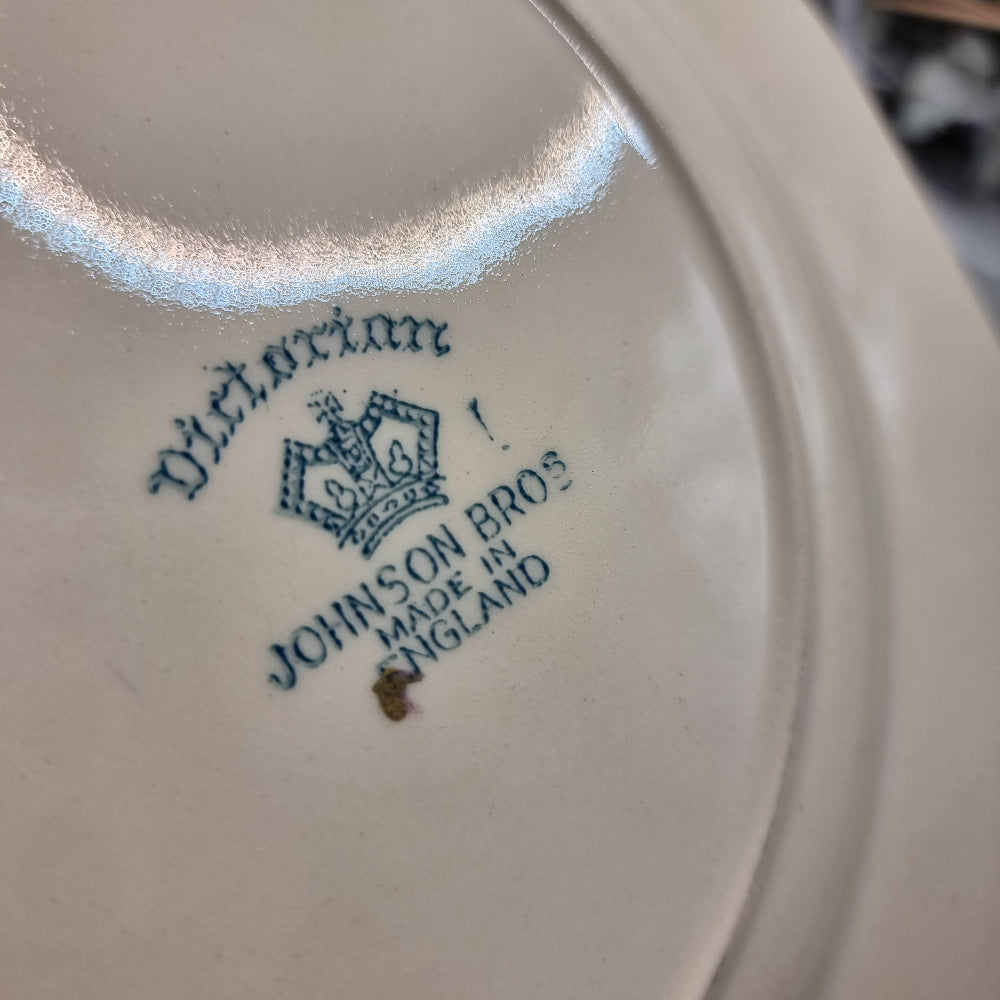 Victorian
!
JOHNSON BROS
MADE IN
ENGLAND